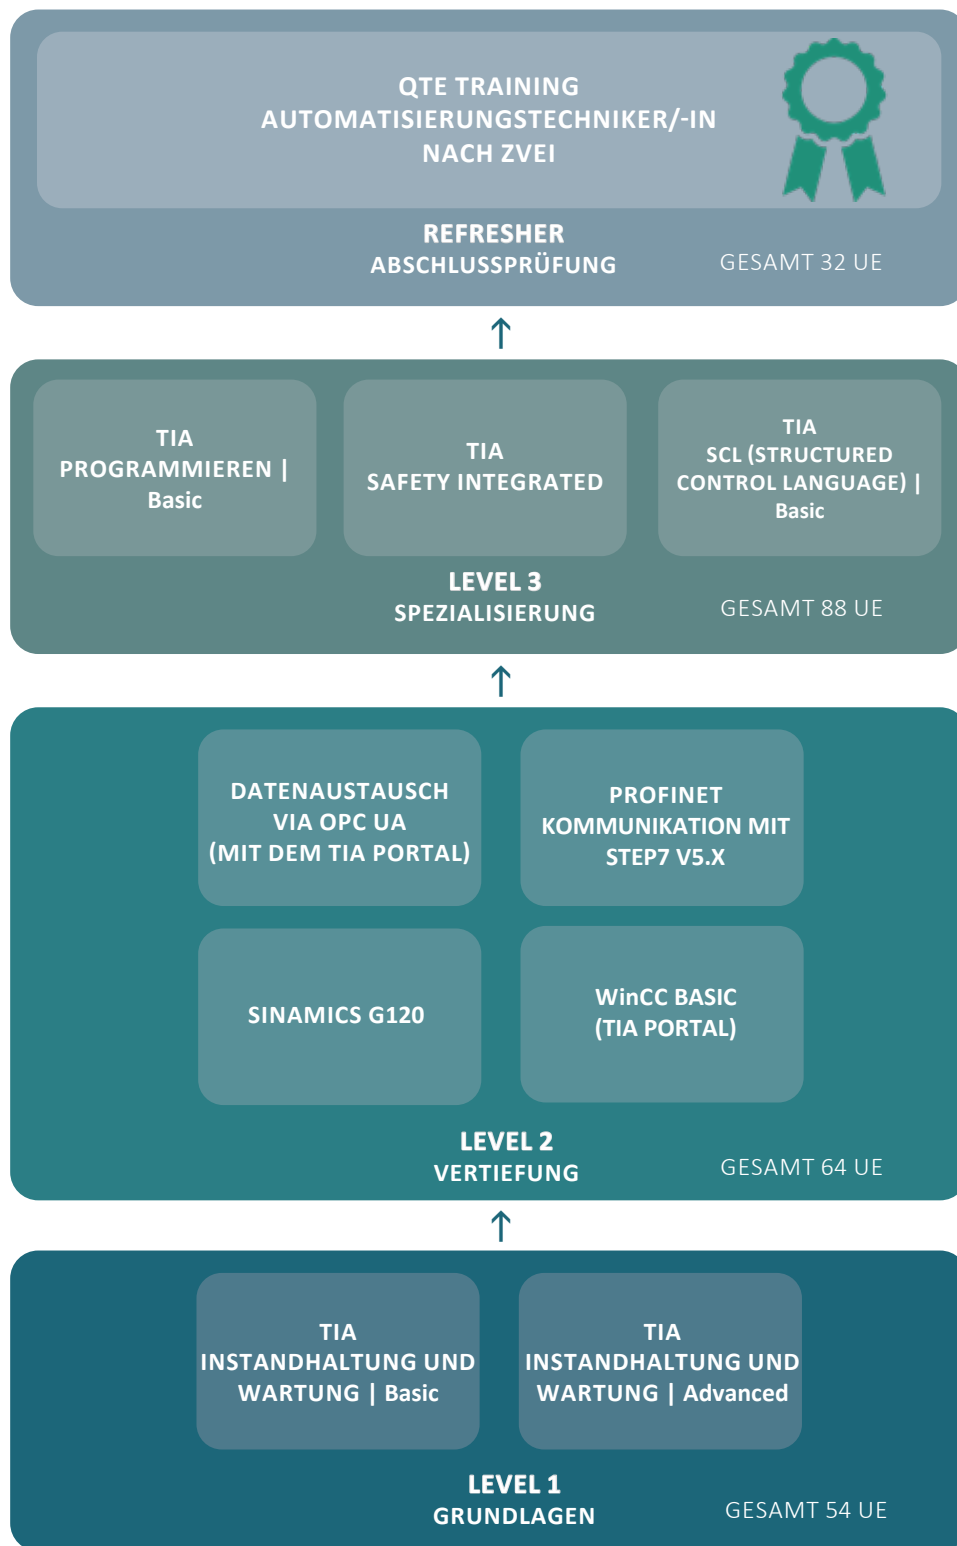 QTE TRAINING
AUTOMATISIERUNGSTECHNIKER/-IN
NACH ZVEI
REFRESHER
ABSCHLUSSPRÜFUNG
GESAMT 32 UE
TIA
PROGRAMMIEREN |
Basic
TIA
SAFETY INTEGRATED
TIA
SCL (STRUCTURED
CONTROL LANGUAGE) |
Basic
LEVEL 3
SPEZIALISIERUNG
GESAMT 88 UE
DATENAUSTAUSCH
VIA OPC UA
(MIT DEM TIA PORTAL)
PROFINET
KOMMUNIKATION MIT
STEP7 V5.X
SINAMICS G120
WinCC BASIC
(TIA PORTAL)
LEVEL 2
VERTIEFUNG
GESAMT 64 UE
TIA
INSTANDHALTUNG UND
WARTUNG | Basic
TIA
INSTANDHALTUNG UND
WARTUNG | Advanced
LEVEL 1
GRUNDLAGEN
GESAMT 54 UE